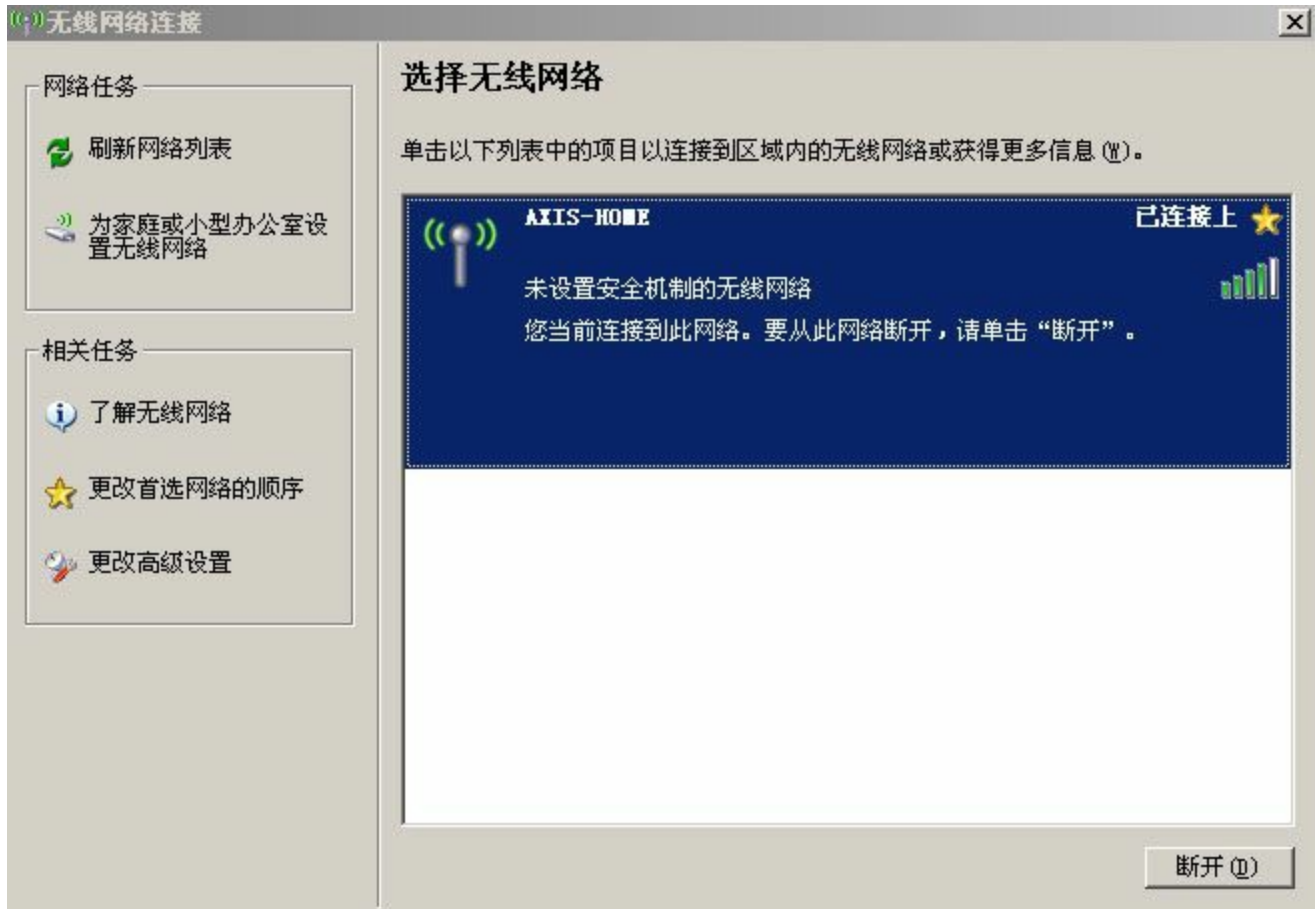 无线网络连接
网络任务
刷新网络列表
为家庭或小型办公室设
置无线网络
相关任务
了解无线网络
更改首选网络的顺序
更改高级设置
选择无线网络
单击以下列表中的项目以连接到区域内的无线网络或获得更多信息(W)。
AXIS-HOME
已连接上
未设置安全机制的无线网络
您当前连接到此网络。要从此网络断开，请单击“断开”。
断开(D)